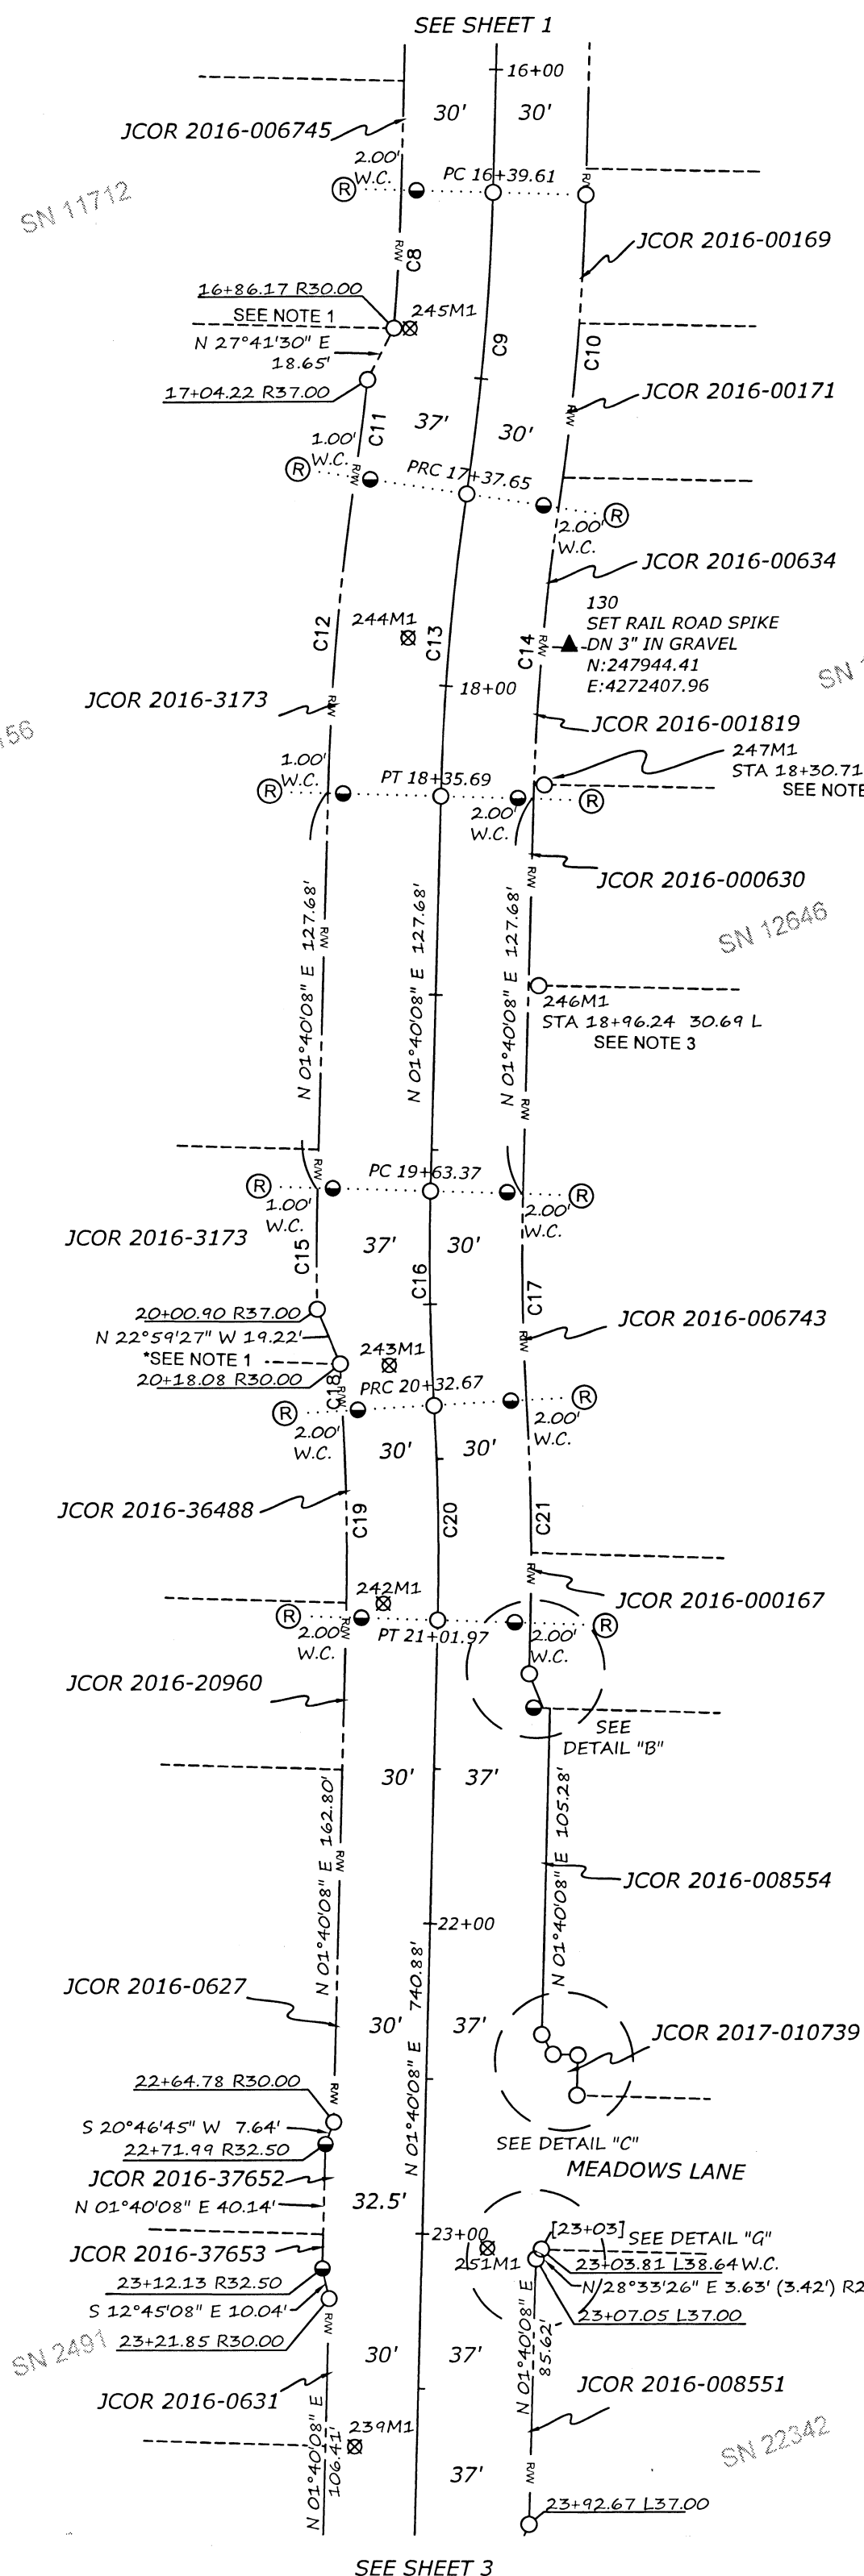 SEE SHEET 1
16+00
30' 30'
JCOR 2016-006745
2.00'
W.C.
R
PC 16+39.61
R/W
SN 11712
JCOR 2016-00169
R/W
C8
16+86.17 R30.00
245M1
SEE NOTE 1
N 27°41'30" E
18.65'
C9
C10
17+04.22 R37.00
JCOR 2016-00171
R/W
C11
37' 30'
1.00'
W.C.
R
R/W
PRC 17+37.65
R
2.00'
W.C.
JCOR 2016-00634
130
SET RAIL ROAD SPIKE
DN 3" IN GRAVEL
N:247944.41
E:4272407.96
244M1
C12
C13
C14
R/W
SN
18+00
JCOR 2016-3173
R/W
JCOR 2016-001819
56
247M1
STA 18+30.71
SEE NOTE
1.00'
W.C.
R
PT 18+35.69
R
2.00'
W.C.
JCOR 2016-000630
R/W
N 01°40'08" E 127.68'
N 01°40'08" E 127.68'
N 01°40'08" E 127.68'
R/W
SN 12646
246M1
STA 18+96.24 30.69 L
SEE NOTE 3
R/W
R/W
PC 19+63.37
R
1.00'
W.C.
R
2.00'
W.C.
JCOR 2016-3173
37' 30'
C15
C16
C17
20+00.90 R37.00
JCOR 2016-006743
N 22°59'27" W 19.22'
R/W
*SEE NOTE 1
243M1
20+18.08 R30.00
C18
R/W
PRC 20+32.67
R
2.00'
W.C.
R
2.00'
W.C.
30' 30'
JCOR 2016-36488
C19
C20
C21
R/W
242M1
JCOR 2016-000167
R
2.00'
W.C.
R/W
PT 21+01.97
2.00'
W.C.
R
JCOR 2016-20960
SEE
DETAIL "B"
30' 37'
N 01°40'08" E 162.80'
R/W
N 01°40'08" E 105.28'
JCOR 2016-008554
22+00
N 01°40'08" E 740.88'
JCOR 2016-0627
30' 37'
JCOR 2017-010739
22+64.78 R30.00
R/W
S 20°46'45" W 7.64'
22+71.99 R32.50
SEE DETAIL "C"
JCOR 2016-37652
MEADOWS LANE
N 01°40'08" E 40.14'
32.5'
23+00
[23+03] SEE DETAIL "G"
JCOR 2016-37653
251M1
23+03.81 L38.64 W.C.
23+12.13 R32.50
N 28°33'26" E 3.63' (3.42') R2
S 12°45'08" E 10.04'
23+07.05 L37.00
23+21.85 R30.00
R/W
SN 2491
30' 37'
N 01°40'08" E
85.62'
JCOR 2016-008551
JCOR 2016-0631
239M1
N 01°40'08" E
106.41'
SN 22342
37'
R/W
23+92.67 L37.00
SEE SHEET 3